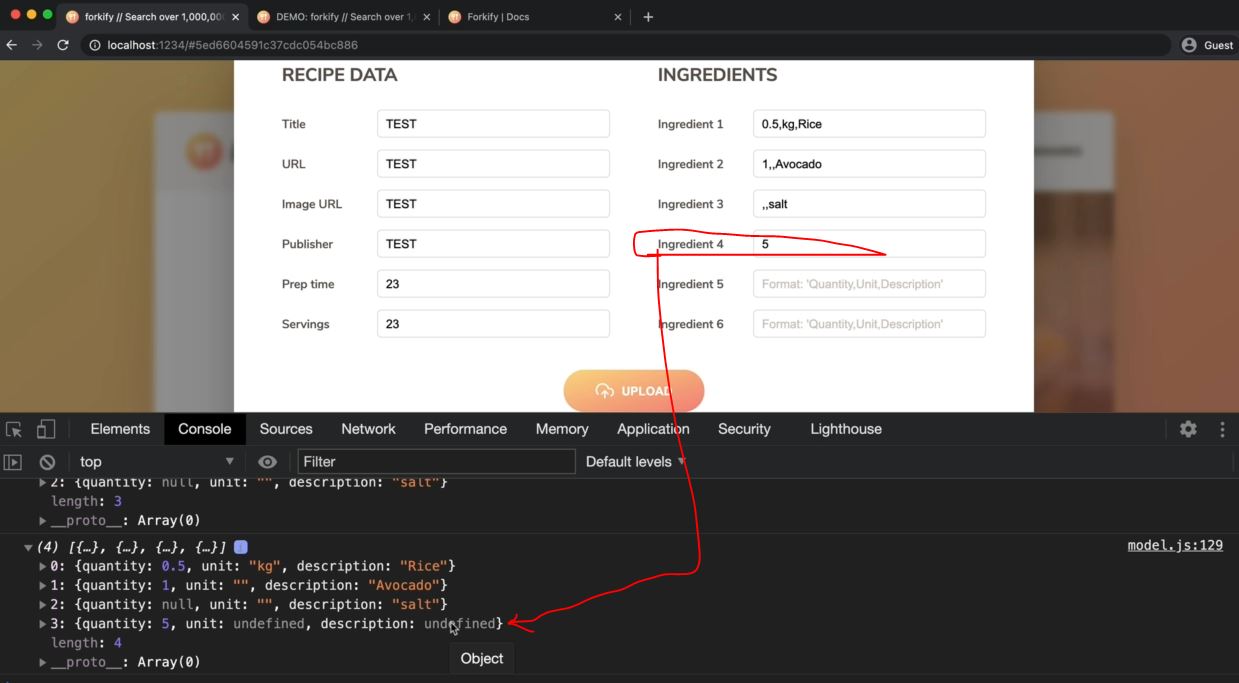 forkify // Search over 1,000,00
DEMO: forkify // Search over 1,
Forkify | Docs
localhost:1234/#5ed6604591c37cdc054bc886
Guest
RECIPE DATA
INGREDIENTS
Title TEST Ingredient 1 0.5,kg,Rice
URL TEST Ingredient 2 1,,Avocado
Image URL TEST Ingredient 3 ,,salt
Publisher TEST Ingredient 4 5
Prep time 23 Ingredient 5 Format: 'Quantity,Unit,Description'
Servings 23 Ingredient 6 Format: 'Quantity,Unit,Description'
UPLOAD
Elements Console Sources Network Performance Memory Application Security Lighthouse
top Filter Default levels
2: {quantity: null, unit: "", description: "salt"}
length: 3
__proto__: Array(0)
(4) [{…}, {…}, {…}, {…}] i model.js:129
0: {quantity: 0.5, unit: "kg", description: "Rice"}
1: {quantity: 1, unit: "", description: "Avocado"}
2: {quantity: null, unit: "", description: "salt"}
3: {quantity: 5, unit: undefined, description: undefined}
length: 4
__proto__: Array(0)
Object